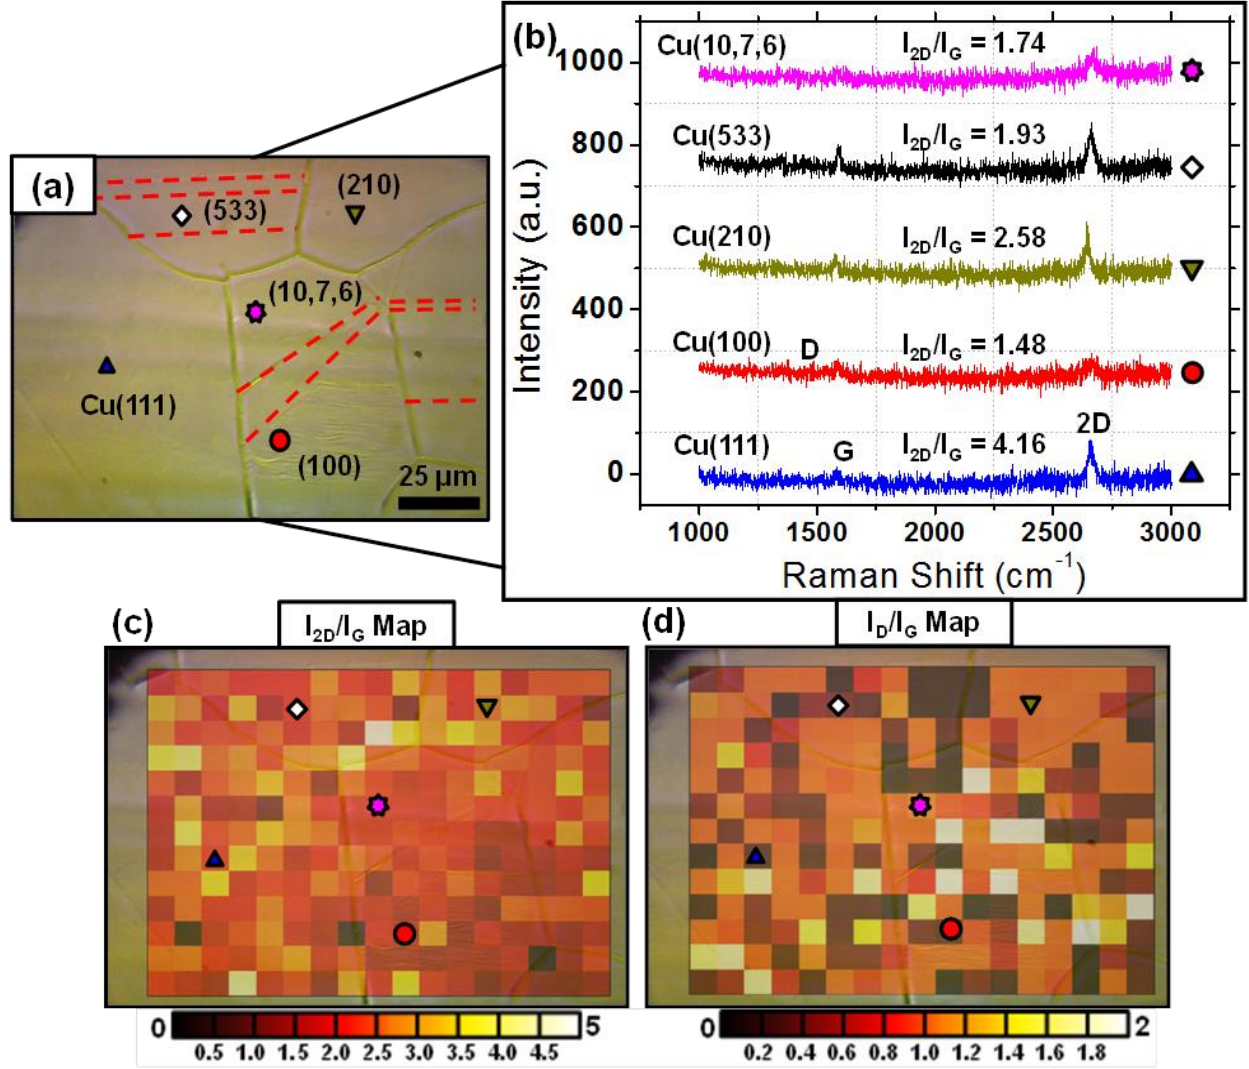 (a)
(533)
(210)
(10,7,6)
Cu(111)
(100)
25 µm
(b)
Intensity (a.u.)
1000
800
600
400
200
0
Cu(10,7,6) I2D/IG = 1.74
Cu(533) I2D/IG = 1.93
Cu(210) I2D/IG = 2.58
Cu(100) D I2D/IG = 1.48
Cu(111) G I2D/IG = 4.16 2D
1000 1500 2000 2500 3000
Raman Shift (cm⁻¹)
(c)
I2D/IG Map
0 5
0.5 1.0 1.5 2.0 2.5 3.0 3.5 4.0 4.5
(d)
ID/IG Map
0 2
0.2 0.4 0.6 0.8 1.0 1.2 1.4 1.6 1.8